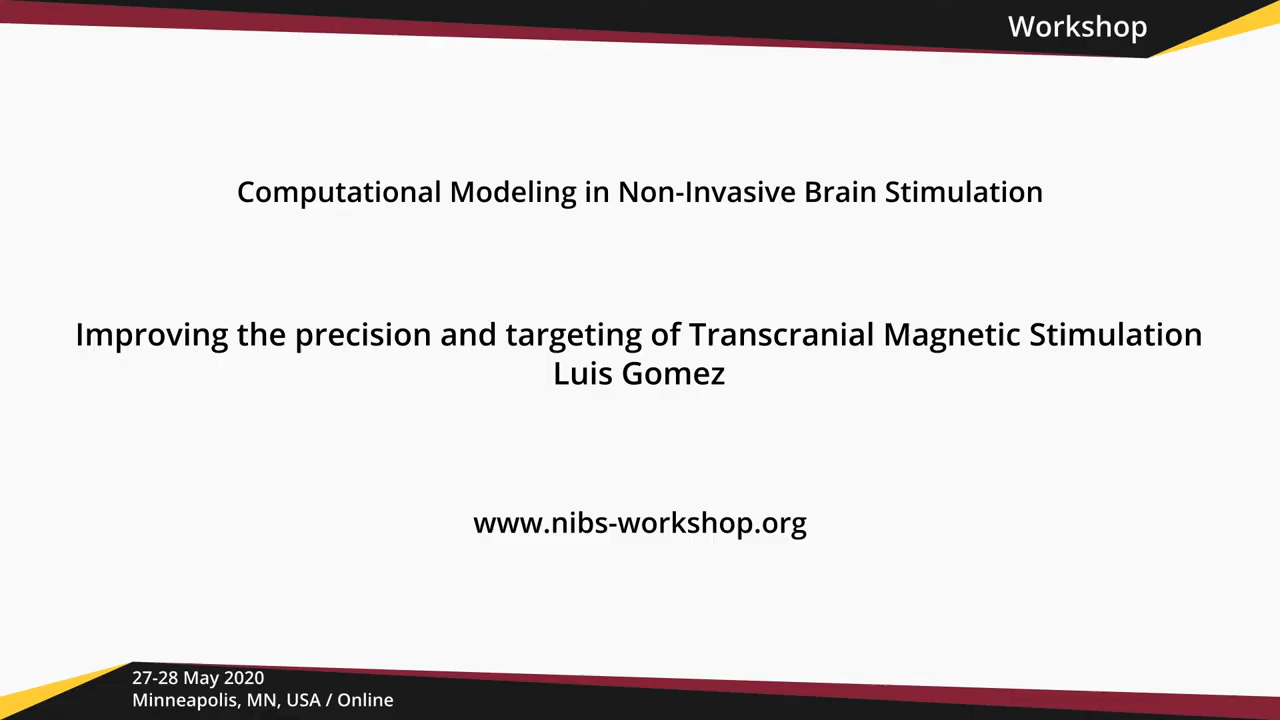 Workshop
Computational Modeling in Non-Invasive Brain Stimulation
Improving the precision and targeting of Transcranial Magnetic Stimulation
Luis Gomez
www.nibs-workshop.org
27-28 May 2020
Minneapolis, MN, USA / Online